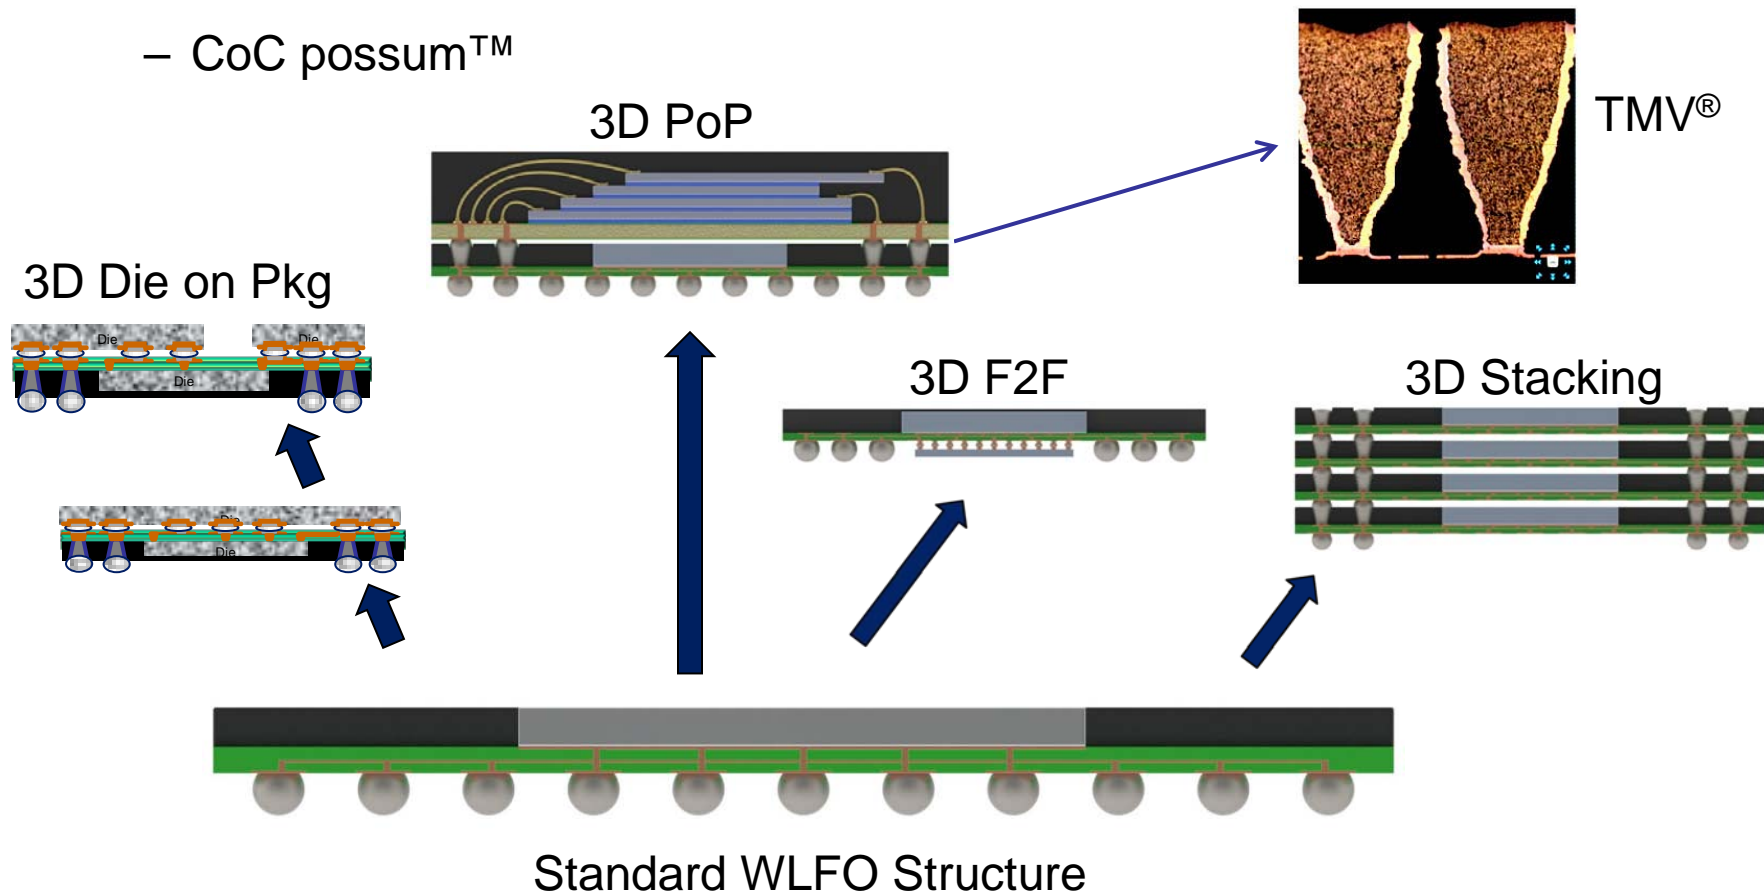 – CoC possum™
3D PoP
TMV®
3D Die on Pkg
Die
Die
Die
3D F2F
3D Stacking
Die
Die
Standard WLFO Structure